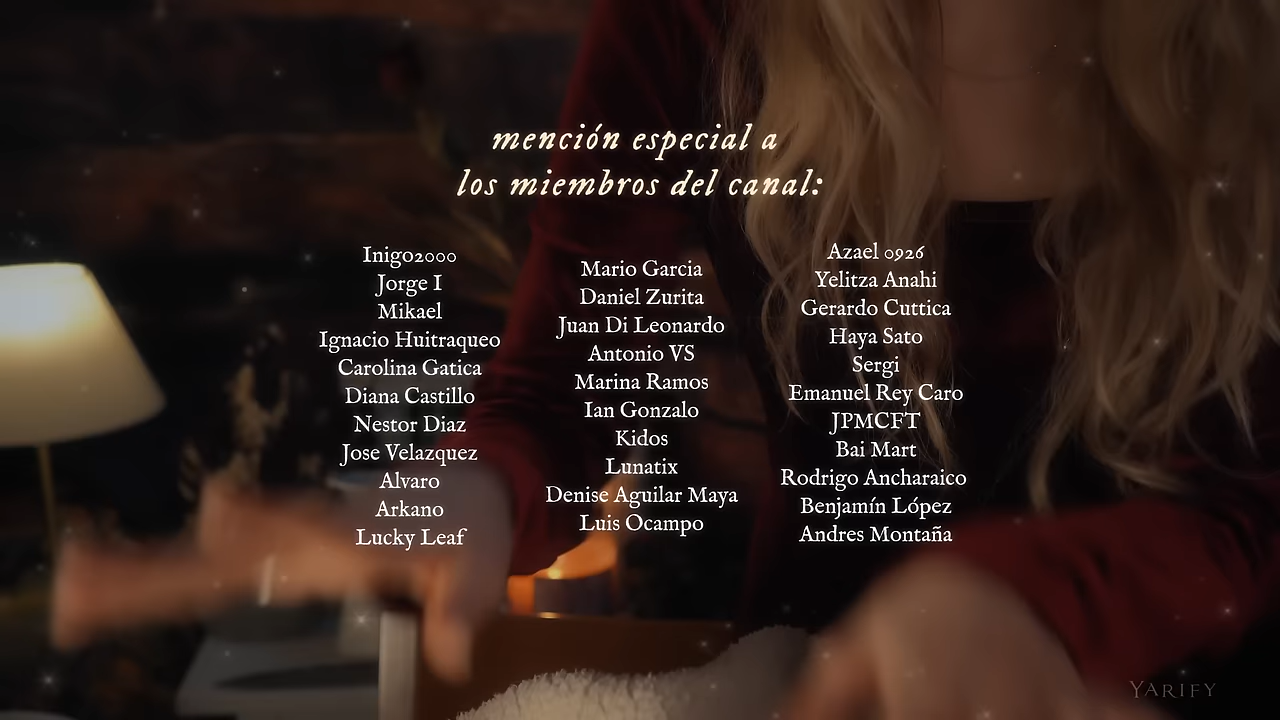 mención especial a
los miembros del canal:
Inigo2000
Jorge I
Mikael
Ignacio Huitraqueo
Carolina Gatica
Diana Castillo
Nestor Diaz
Jose Velazquez
Alvaro
Arkano
Lucky Leaf
Mario Garcia
Daniel Zurita
Juan Di Leonardo
Antonio VS
Marina Ramos
Ian Gonzalo
Kidos
Lunatix
Denise Aguilar Maya
Luis Ocampo
Azael 0926
Yelitza Anahi
Gerardo Cuttica
Haya Sato
Sergi
Emanuel Rey Caro
JPMCFT
Bai Mart
Rodrigo Ancharaico
Benjamín López
Andres Montaña
YARIFY